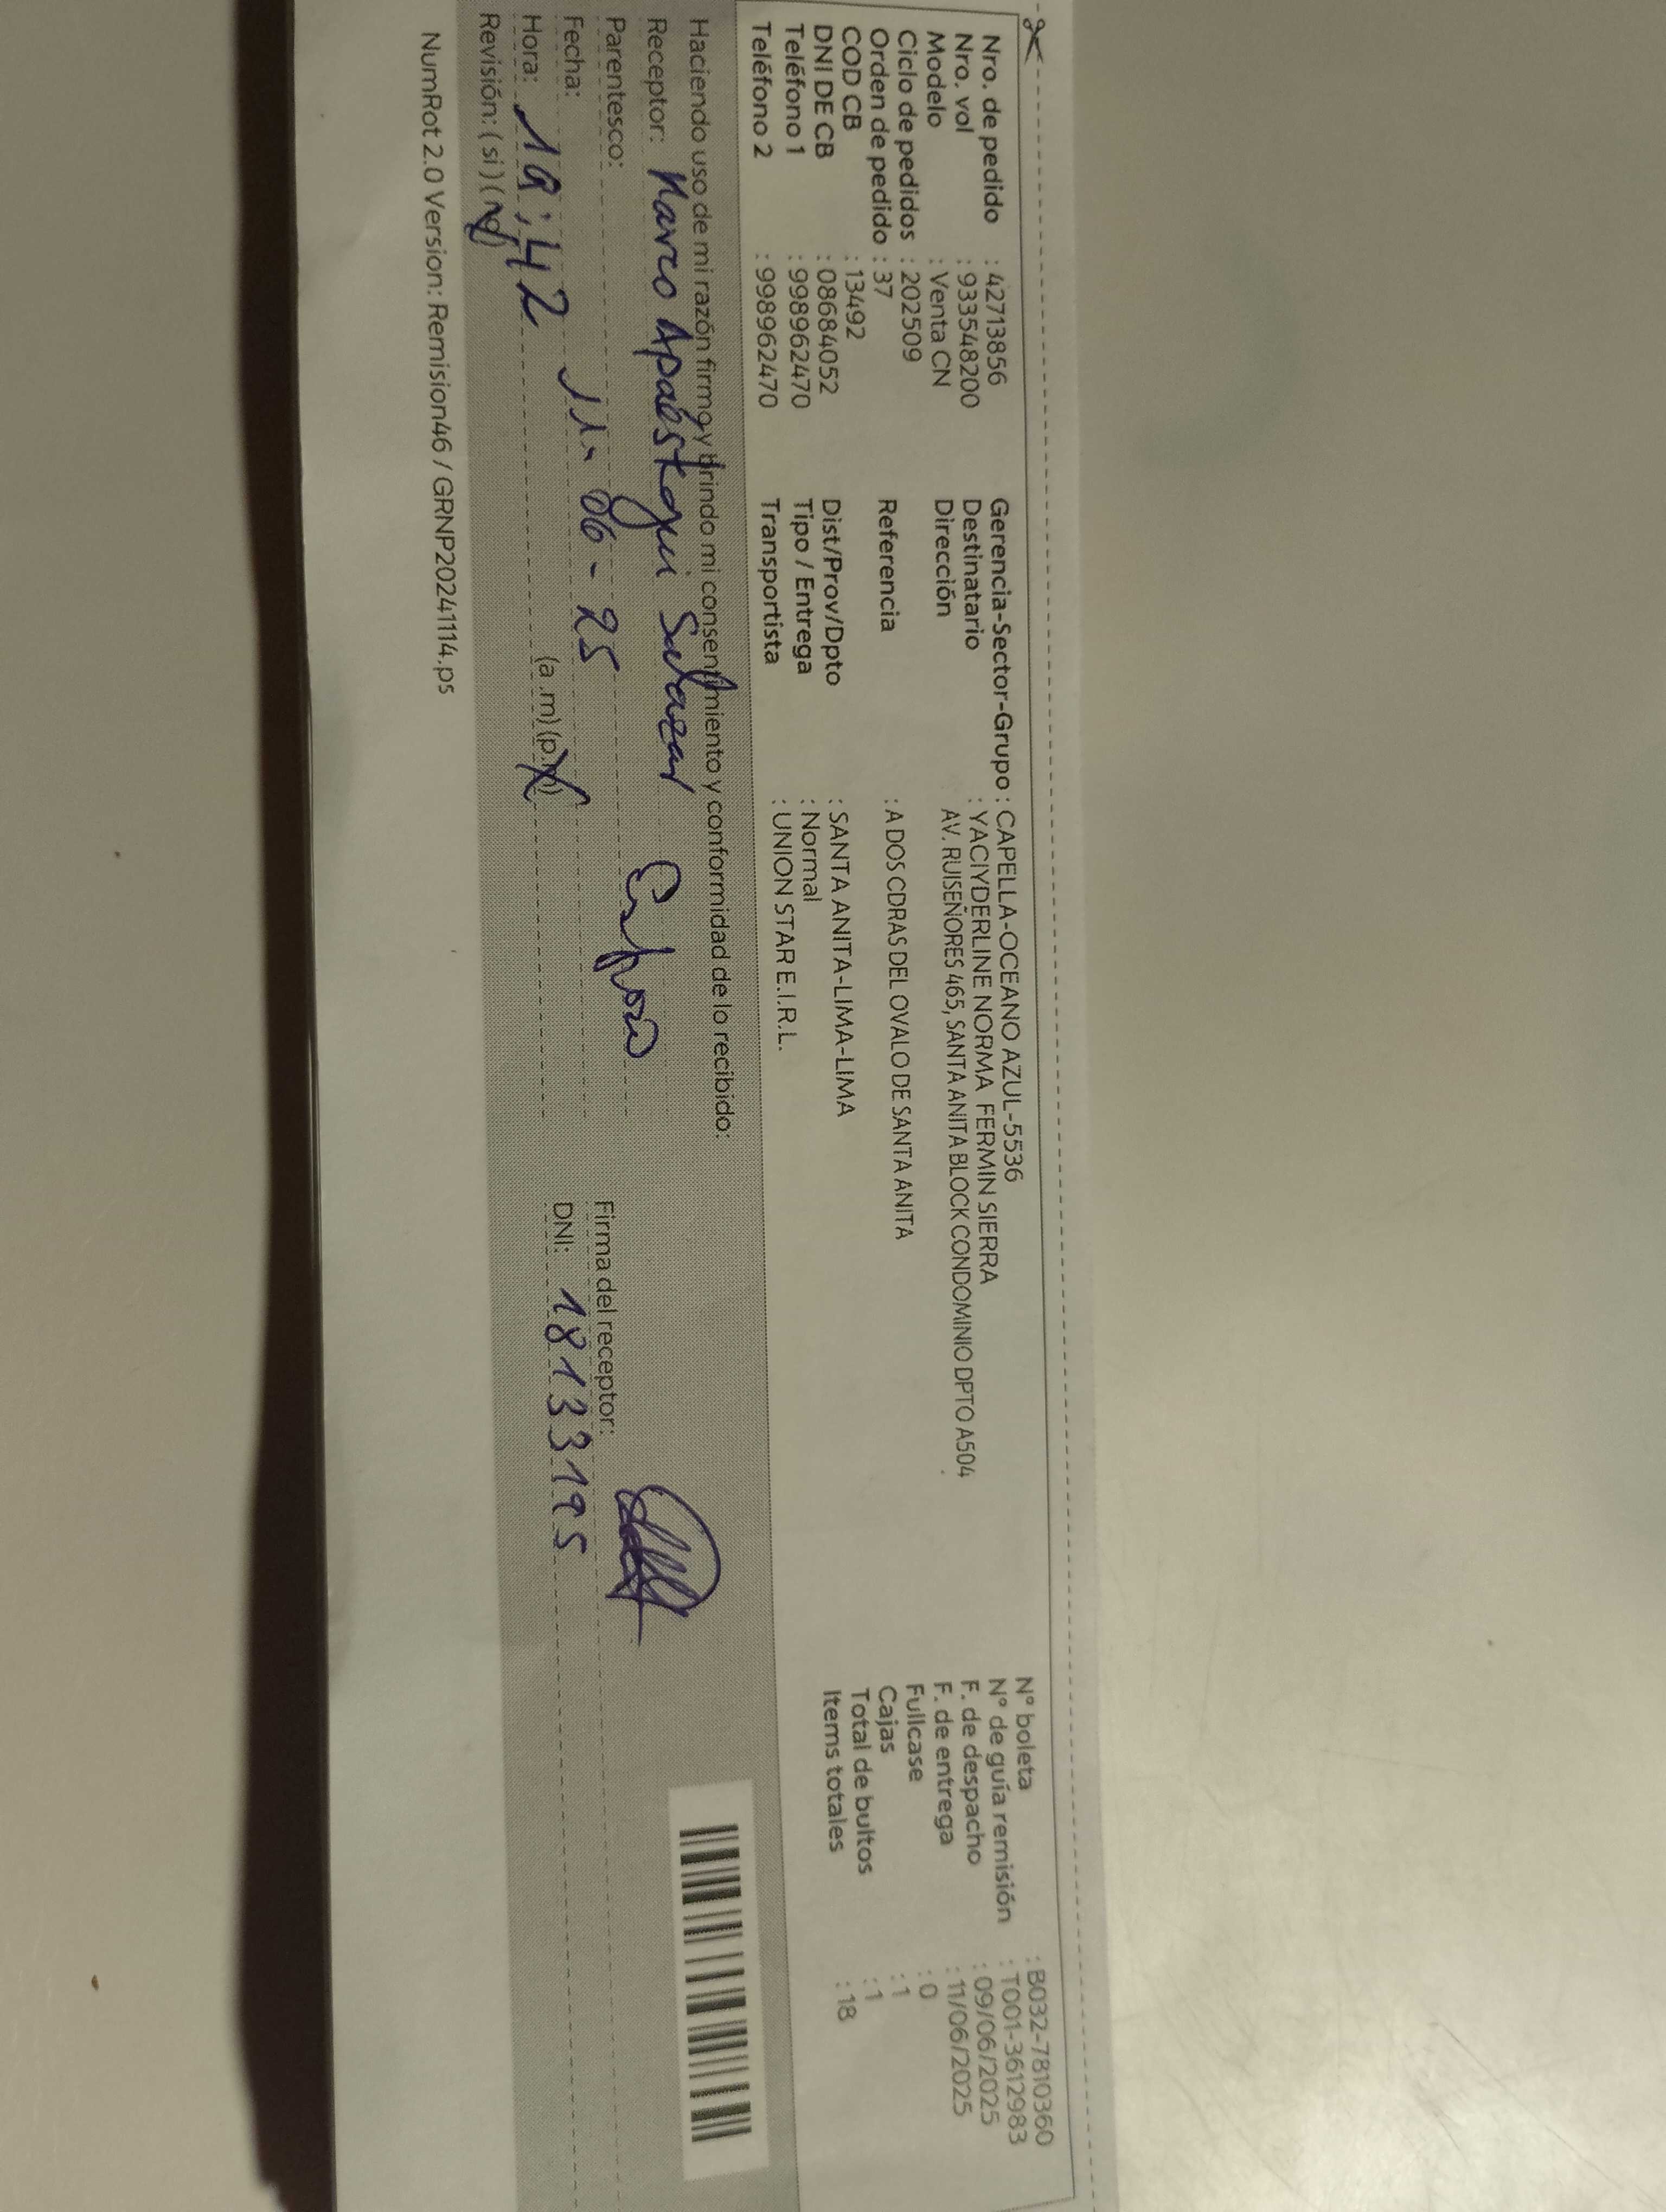 Nro. de pedido : 42713856
Nro. vol : 933548200
Modelo : Venta CN
Ciclo de pedidos : 202509
Orden de pedido : 37
COD CB : 13492
DNI DE CB : 08684052
Teléfono 1 : 998962470
Teléfono 2 : 998962470
Gerencia-Sector-Grupo : CAPELLA-OCEANO AZUL-5536
Destinatario : YACIYDERLINE NORMA FERMIN SIERRA
Dirección AV. RUISEÑORES 465, SANTA ANITA BLOCK CONDOMINIO DPTO A504
Referencia : A DOS CDRAS DEL OVALO DE SANTA ANITA
Dist/Prov/Dpto : SANTA ANITA-LIMA-LIMA
Tipo / Entrega : Normal
Transportista : UNION STAR E.I.R.L.
N° boleta : B032-7810360
N° de guía remisión : T001-3612983
F. de despacho : 09/06/2025
F. de entrega : 11/06/2025
Fullcase : 0
Cajas : 1
Total de bultos : 1
Items totales : 18
Haciendo uso de mi razón firmo y brindo mi consentimiento y conformidad de lo recibido:
Receptor: Marco Apaéstegui Salazar
Parentesco: Esposo
Fecha: 11-06-25
Hora: 19:42 (a.m) (p.m)
Revisión: (si) (no)
Firma del receptor:
DNI: 18133195
NumRot 2.0 Version: Remision46 / GRNP20241114.ps